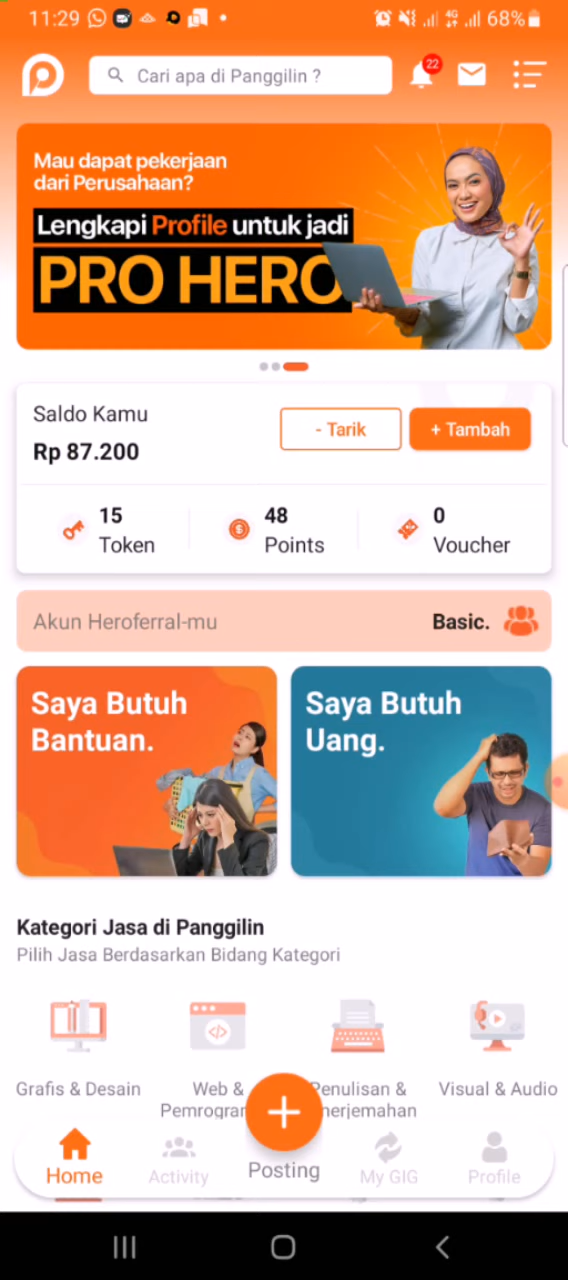 11:29
4G
68%
Cari apa di Panggilin ?
22
Mau dapat pekerjaan
dari Perusahaan?
Lengkapi Profile untuk jadi
PRO HERO
Saldo Kamu
Rp 87.200
- Tarik
+ Tambah
15
Token
48
Points
0
Voucher
Akun Heroferral-mu
Basic.
Saya Butuh
Bantuan.
Saya Butuh
Uang.
Kategori Jasa di Panggilin
Pilih Jasa Berdasarkan Bidang Kategori
Grafis & Desain
Web &
Penulisan &
Visual & Audio
Home
Activity
Posting
My GIG
Profile